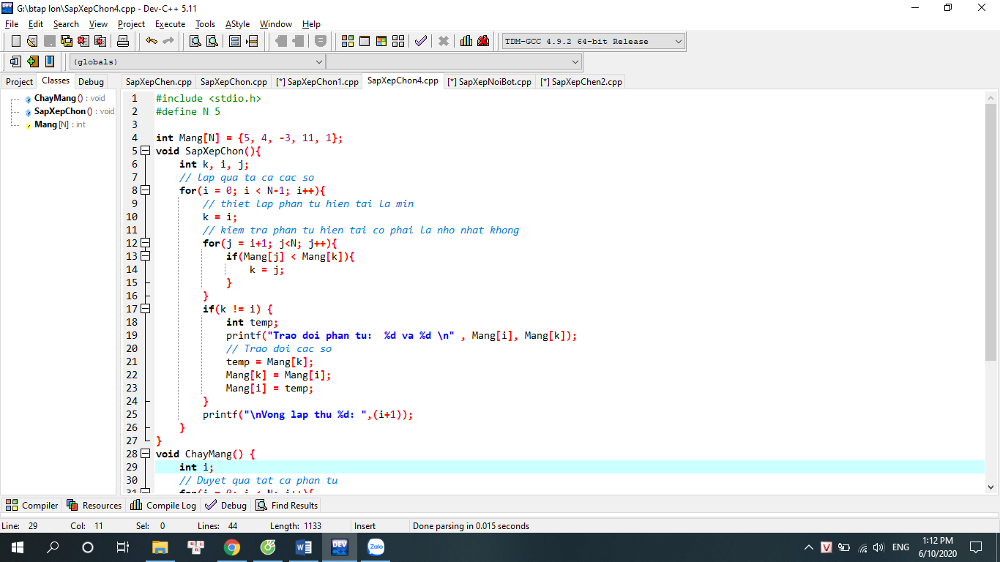 G:\btap lon\SapXepChon4.cpp - Dev-C++ 5.11
File Edit Search View Project Execute Tools AStyle Window Help
TDM-GCC 4.9.2 64-bit Release
(globals)
Project Classes Debug
SapXepChen.cpp SapXepChon.cpp [*] SapXepChon1.cpp SapXepChon4.cpp [*] SapXepNoiBot.cpp [*] SapXepChen2.cpp
ChayMang () : void
SapXepChon () : void
Mang [N] : int
1 #include <stdio.h>
2 #define N 5
3
4 int Mang[N] = {5, 4, -3, 11, 1};
5 void SapXepChon(){
6 int k, i, j;
7 // lap qua ta ca cac so
8 for(i = 0; i < N-1; i++){
9 // thiet lap phan tu hien tai la min
10 k = i;
11 // kiem tra phan tu hien tai co phai la nho nhat khong
12 for(j = i+1; j<N; j++){
13 if(Mang[j] < Mang[k]){
14 k = j;
15 }
16 }
17 if(k != i) {
18 int temp;
19 printf("Trao doi phan tu:  %d va %d \n" , Mang[i], Mang[k]);
20 // Trao doi cac so
21 temp = Mang[k];
22 Mang[k] = Mang[i];
23 Mang[i] = temp;
24 }
25 printf("\nVong lap thu %d: ",(i+1));
26 }
27 }
28 void ChayMang() {
29 int i;
30 // Duyet qua tat ca phan tu
31 for(i = 0; i < N; i++){
Compiler Resources Compile Log Debug Find Results
Line: 29 Col: 11 Sel: 0 Lines: 44 Length: 1133 Insert Done parsing in 0.015 seconds
DEV
Zalo
V
ENG
1:12 PM
6/10/2020